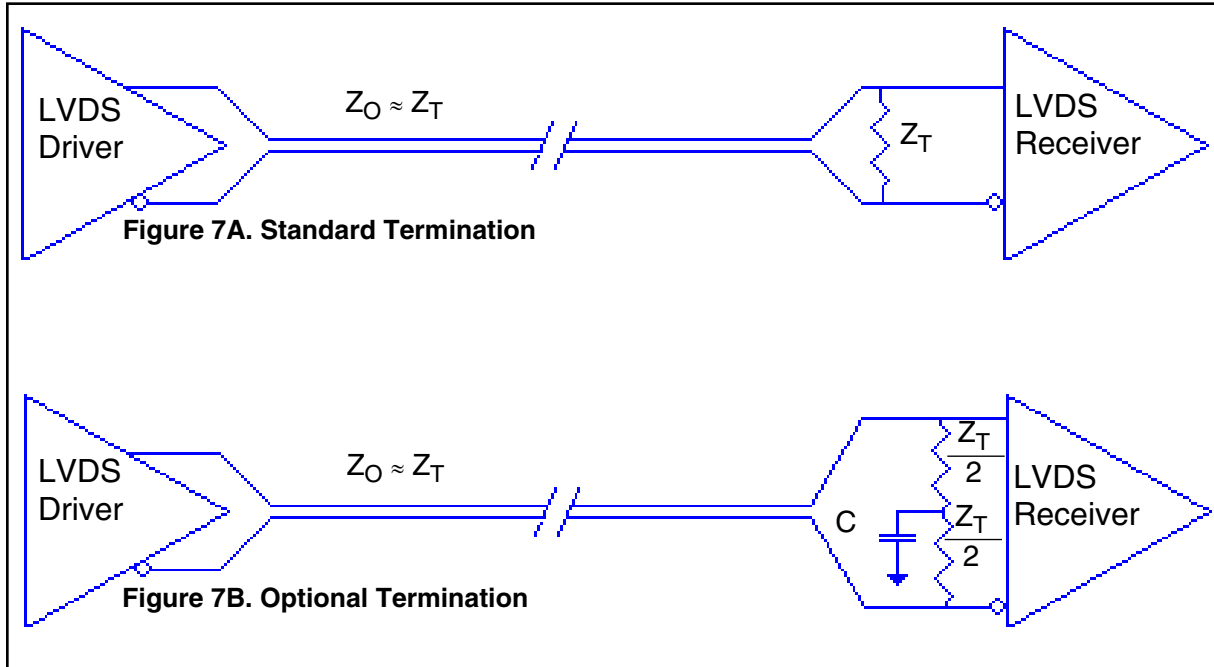 LVDS
Driver
Z_O ≈ Z_T
Z_T
LVDS
Receiver
Figure 7A. Standard Termination
LVDS
Driver
Z_O ≈ Z_T
C
Z_T
2
Z_T
2
LVDS
Receiver
Figure 7B. Optional Termination